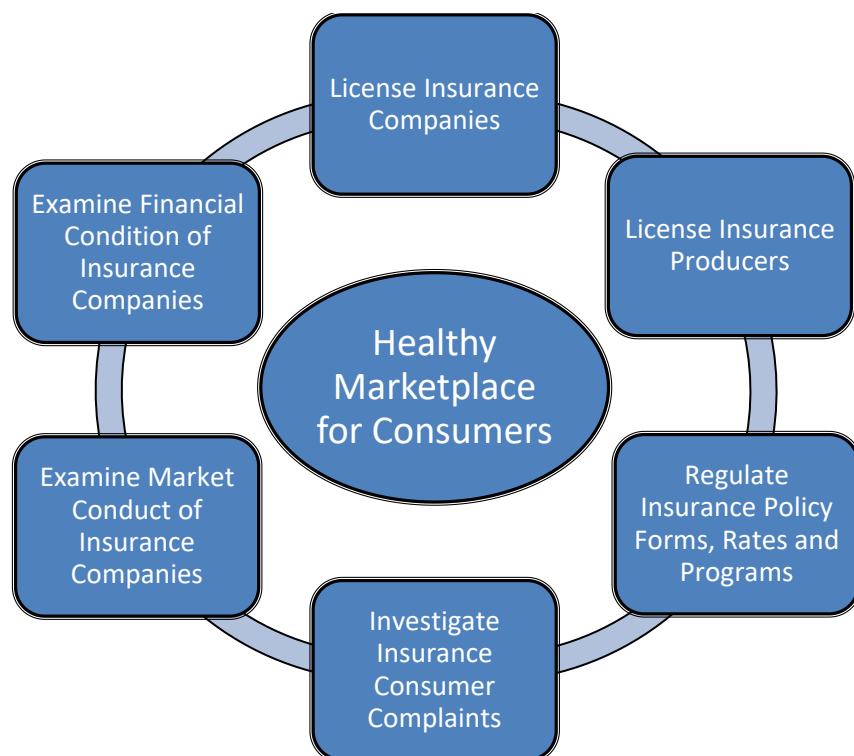 License Insurance
Companies
License Insurance
Producers
Regulate
Insurance Policy
Forms, Rates and
Programs
Investigate
Insurance
Consumer
Complaints
Examine Market
Conduct of
Insurance
Companies
Examine Financial
Condition of
Insurance
Companies
Healthy
Marketplace
for Consumers